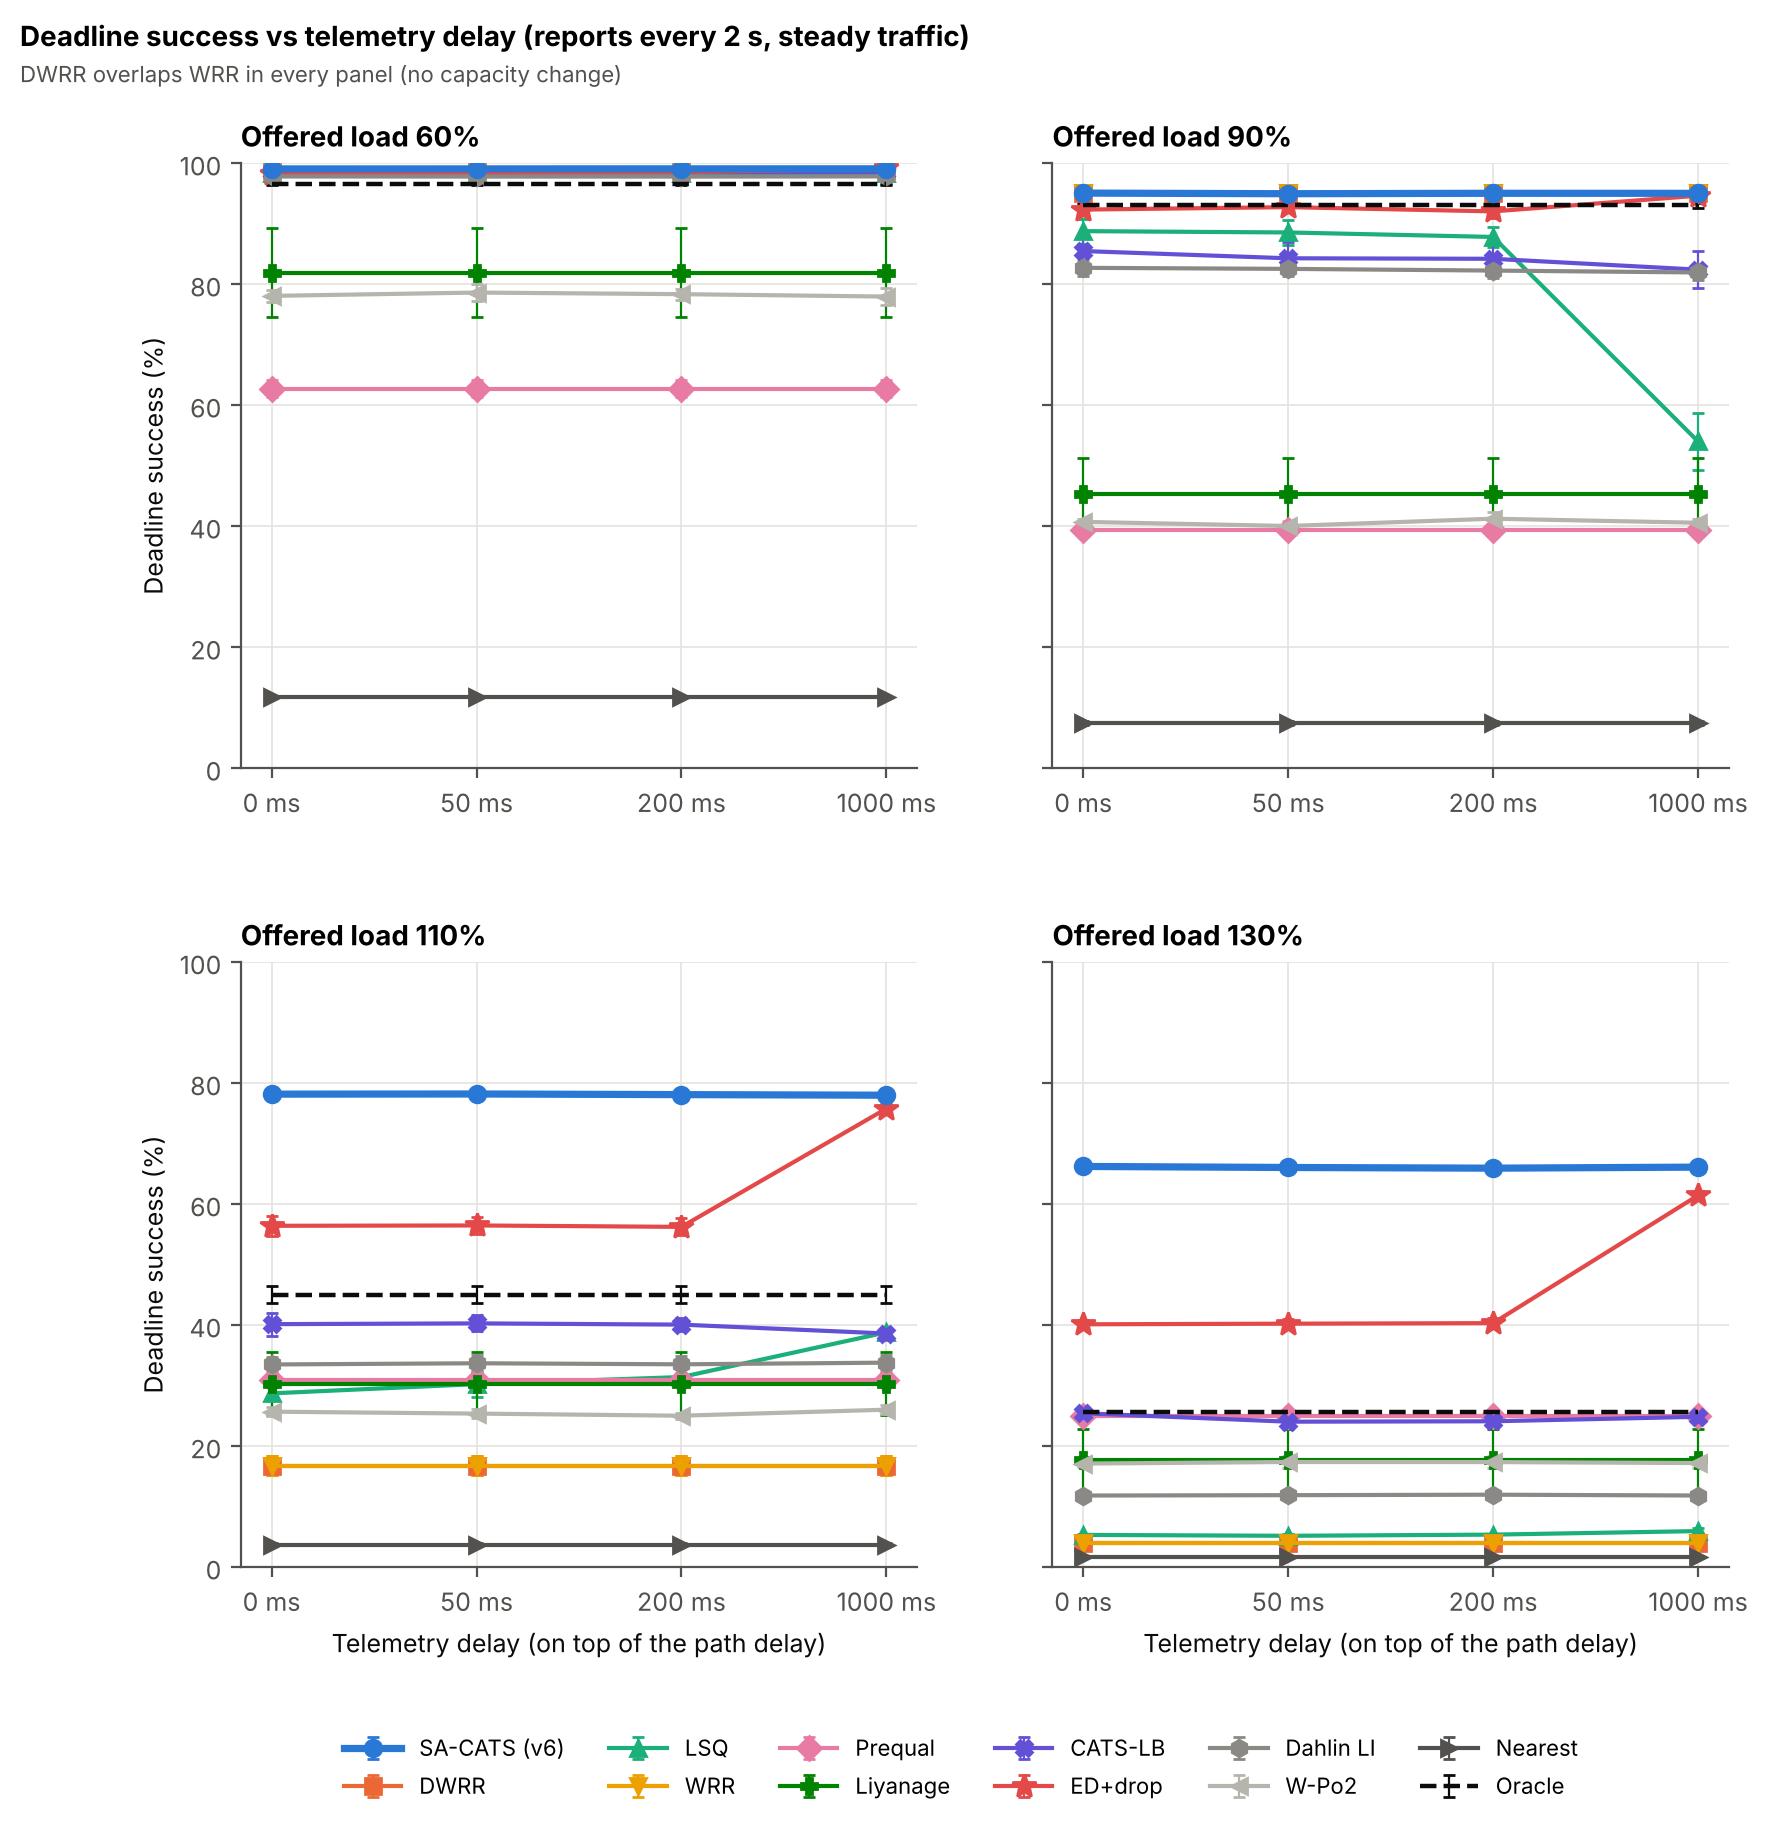 Deadline success vs telemetry delay (reports every 2 s, steady traffic)
DWRR overlaps WRR in every panel (no capacity change)
Offered load 60%
Offered load 90%
Deadline success (%)
100
80
60
40
20
0
0 ms
50 ms
200 ms
1000 ms
0 ms
50 ms
200 ms
1000 ms
Offered load 110%
Offered load 130%
Deadline success (%)
100
80
60
40
20
0
0 ms
50 ms
200 ms
1000 ms
0 ms
50 ms
200 ms
1000 ms
Telemetry delay (on top of the path delay)
Telemetry delay (on top of the path delay)
SA-CATS (v6)
LSQ
Prequal
CATS-LB
Dahlin LI
Nearest
DWRR
WRR
Liyanage
ED+drop
W-Po2
Oracle